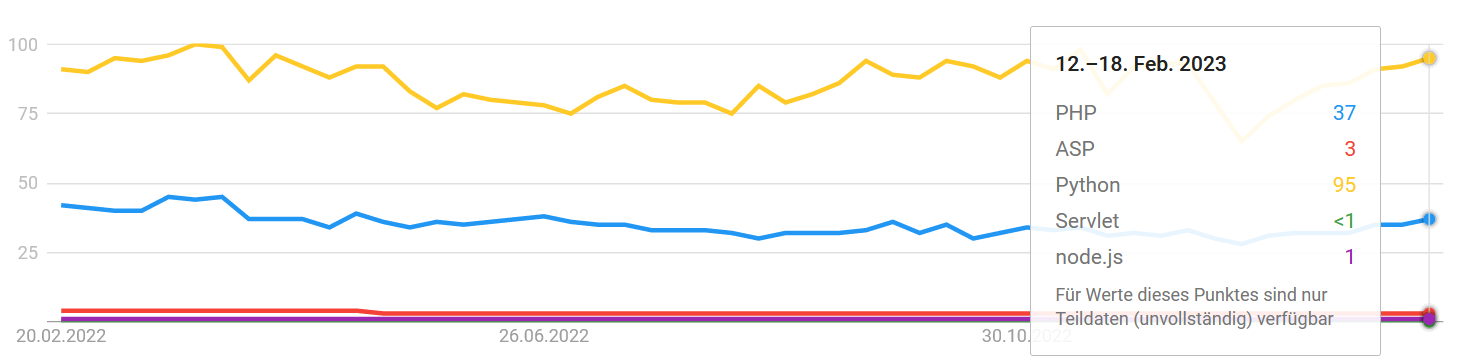 100
75
50
25
20.02.2022
26.06.2022
30.10.2022
12.–18. Feb. 2023
PHP 37
ASP 3
Python 95
Servlet <1
node.js 1
Für Werte dieses Punktes sind nur
Teildaten (unvollständig) verfügbar